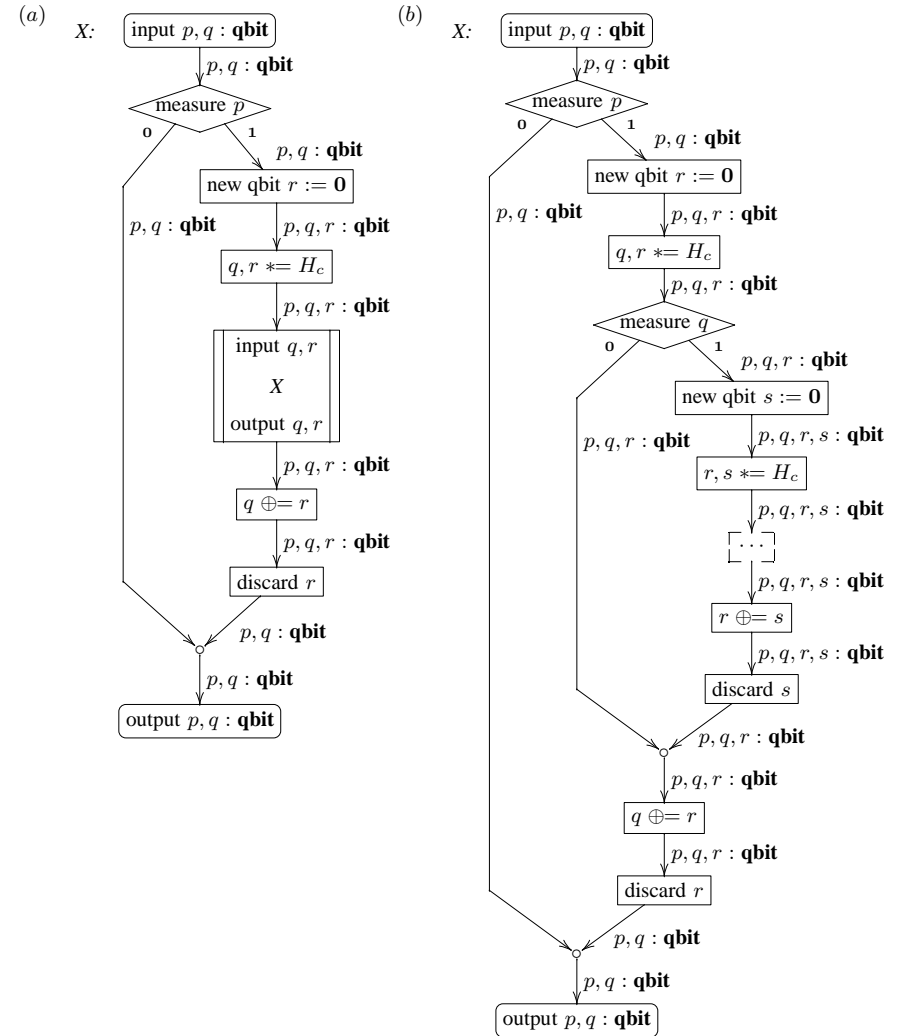 (a)
X:
input p, q : qbit
p, q : qbit
measure p
0
1
p, q : qbit
new qbit r := 0
p, q : qbit
p, q, r : qbit
q, r *= H_c
p, q, r : qbit
input q, r
X
output q, r
p, q, r : qbit
q ⊕= r
p, q, r : qbit
discard r
p, q : qbit
p, q : qbit
output p, q : qbit
(b)
X:
input p, q : qbit
p, q : qbit
measure p
0
1
p, q : qbit
new qbit r := 0
p, q : qbit
p, q, r : qbit
q, r *= H_c
p, q, r : qbit
measure q
0
1
p, q, r : qbit
new qbit s := 0
p, q, r : qbit
p, q, r, s : qbit
r, s *= H_c
p, q, r, s : qbit
···
p, q, r, s : qbit
r ⊕= s
p, q, r, s : qbit
discard s
p, q, r : qbit
p, q, r : qbit
q ⊕= r
p, q, r : qbit
discard r
p, q : qbit
p, q : qbit
output p, q : qbit